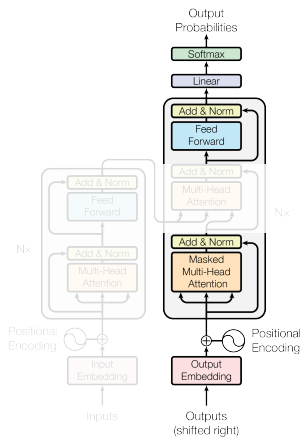 Output
Probabilities
Softmax
Linear
Add & Norm
Feed
Forward
Add & Norm
Multi-Head
Attention
Add & Norm
Feed
Forward
N×
Add & Norm
Masked
Multi-Head
Attention
N×
Add & Norm
Multi-Head
Attention
Positional
Encoding
Positional
Encoding
Input
Embedding
Output
Embedding
Inputs
Outputs
(shifted right)